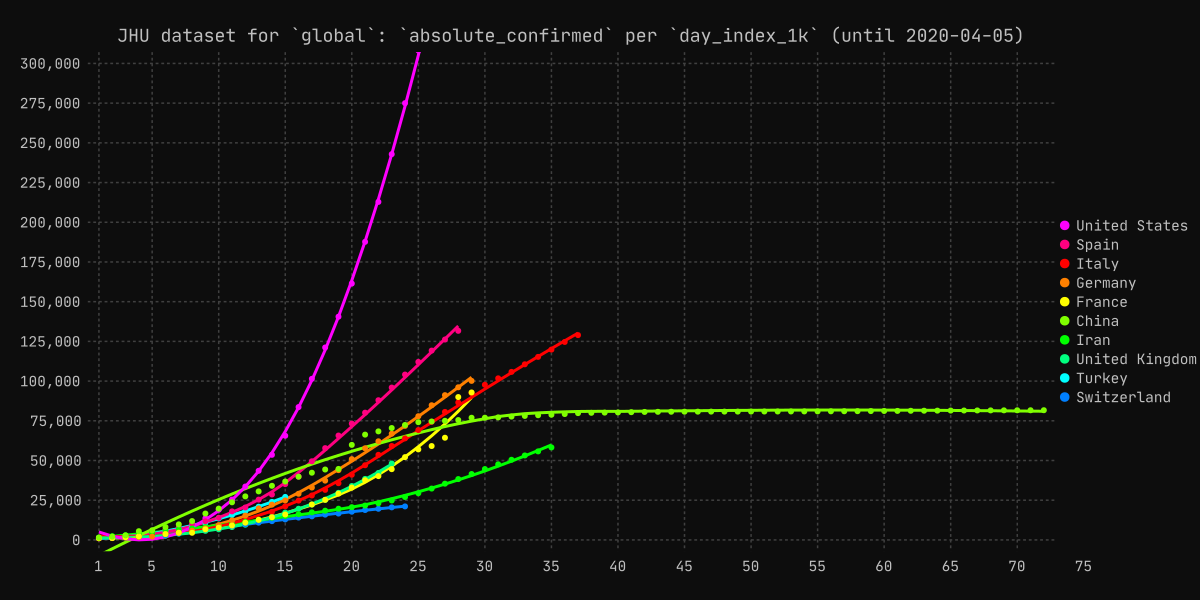 JHU dataset for `global`: `absolute_confirmed` per `day_index_1k` (until 2020-04-05)
300,000
275,000
250,000
225,000
200,000
175,000
150,000
125,000
100,000
75,000
50,000
25,000
0
1 5 10 15 20 25 30 35 40 45 50 55 60 65 70 75
United States
Spain
Italy
Germany
France
China
Iran
United Kingdom
Turkey
Switzerland